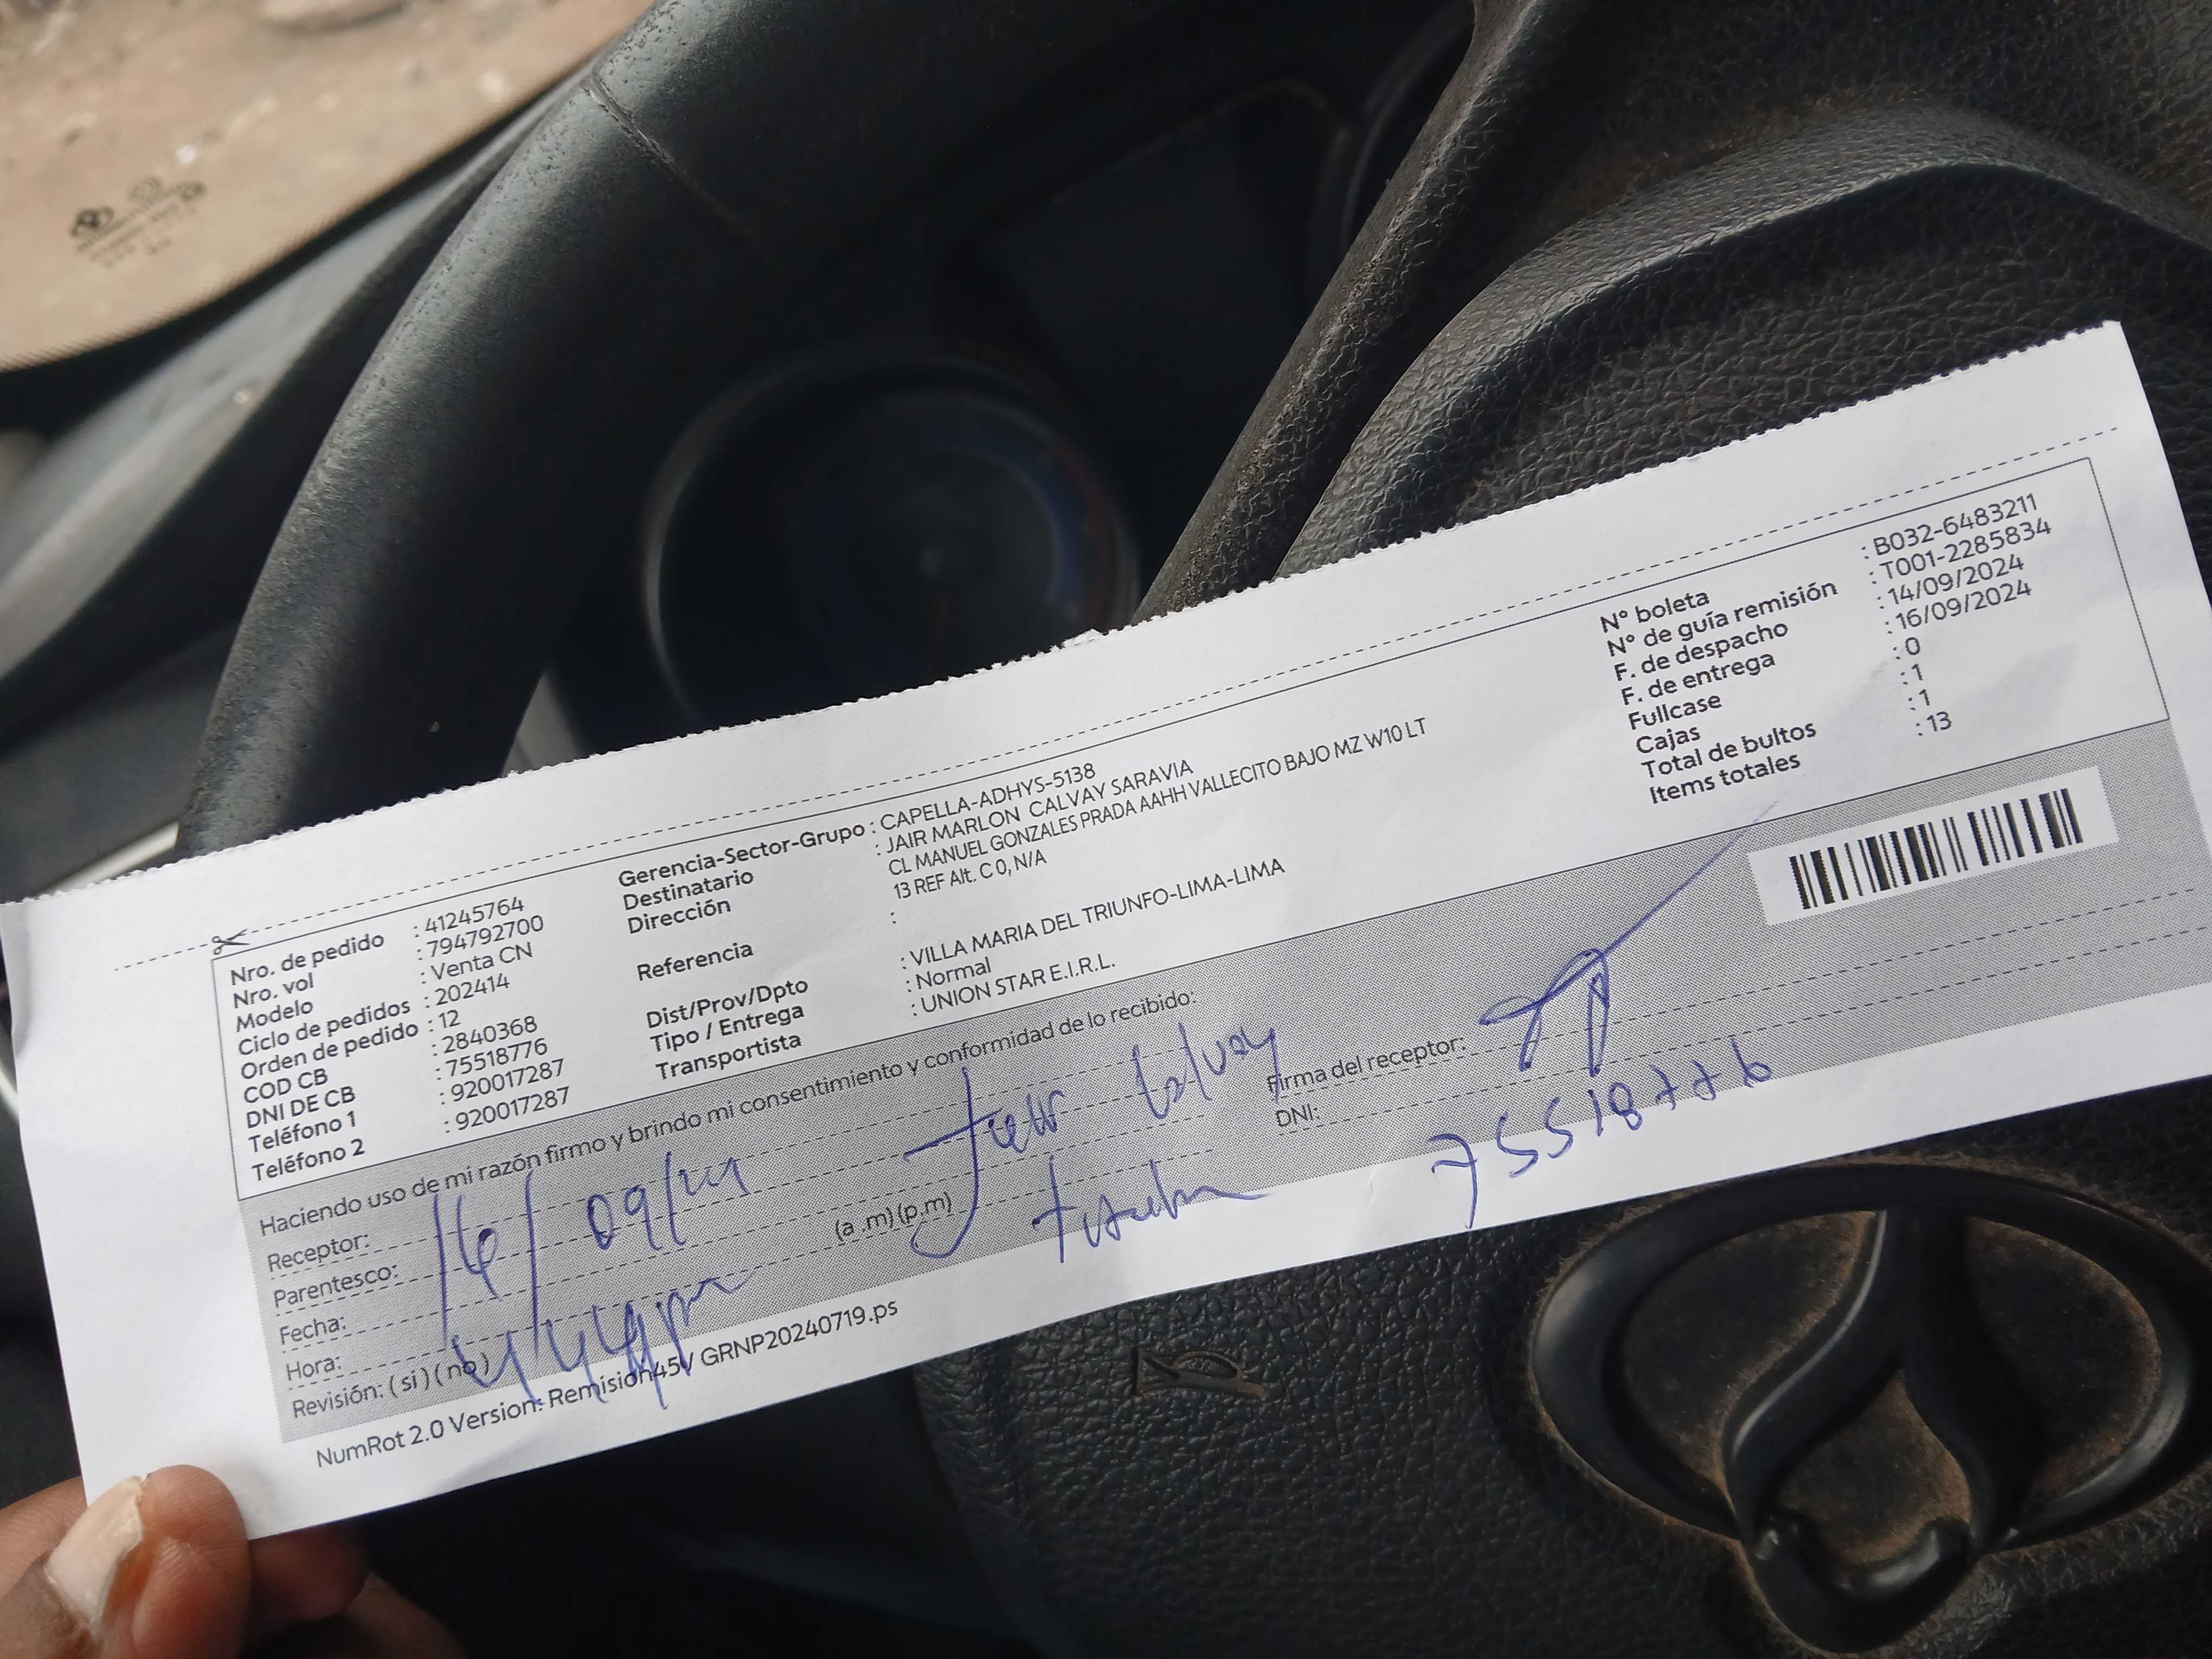 Nro. de pedido : 41245764
Nro. vol : 794792700
Modelo : Venta CN
Ciclo de pedidos : 202414
Orden de pedido : 12
COD CB : 2840368
DNI DE CB : 75518776
Teléfono 1 : 920017287
Teléfono 2 : 920017287
Gerencia-Sector-Grupo : CAPELLA-ADHYS-5138
Destinatario : JAIR MARLON CALVAY SARAVIA
Dirección CL MANUEL GONZALES PRADA AAHH VALLECITO BAJO MZ W10 LT
13 REF Alt. C 0, N/A
Referencia :
Dist/Prov/Dpto : VILLA MARIA DEL TRIUNFO-LIMA-LIMA
Tipo / Entrega : Normal
Transportista : UNION STAR E.I.R.L.
N° boleta : B032-6483211
N° de guía remisión : T001-2285834
F. de despacho : 14/09/2024
F. de entrega : 16/09/2024
Fullcase : 0
Cajas : 1
Total de bultos : 1
Items totales : 13
Haciendo uso de mi razón firmo y brindo mi consentimiento y conformidad de lo recibido:
Receptor:
Parentesco:
Fecha: 16/09/24
Hora: (a .m) (p.m)
Revisión: ( si ) ( no )
Jair Calvay
Titular
Firma del receptor:
DNI: 75518776
NumRot 2.0 Version: Remision45V GRNP20240719.ps